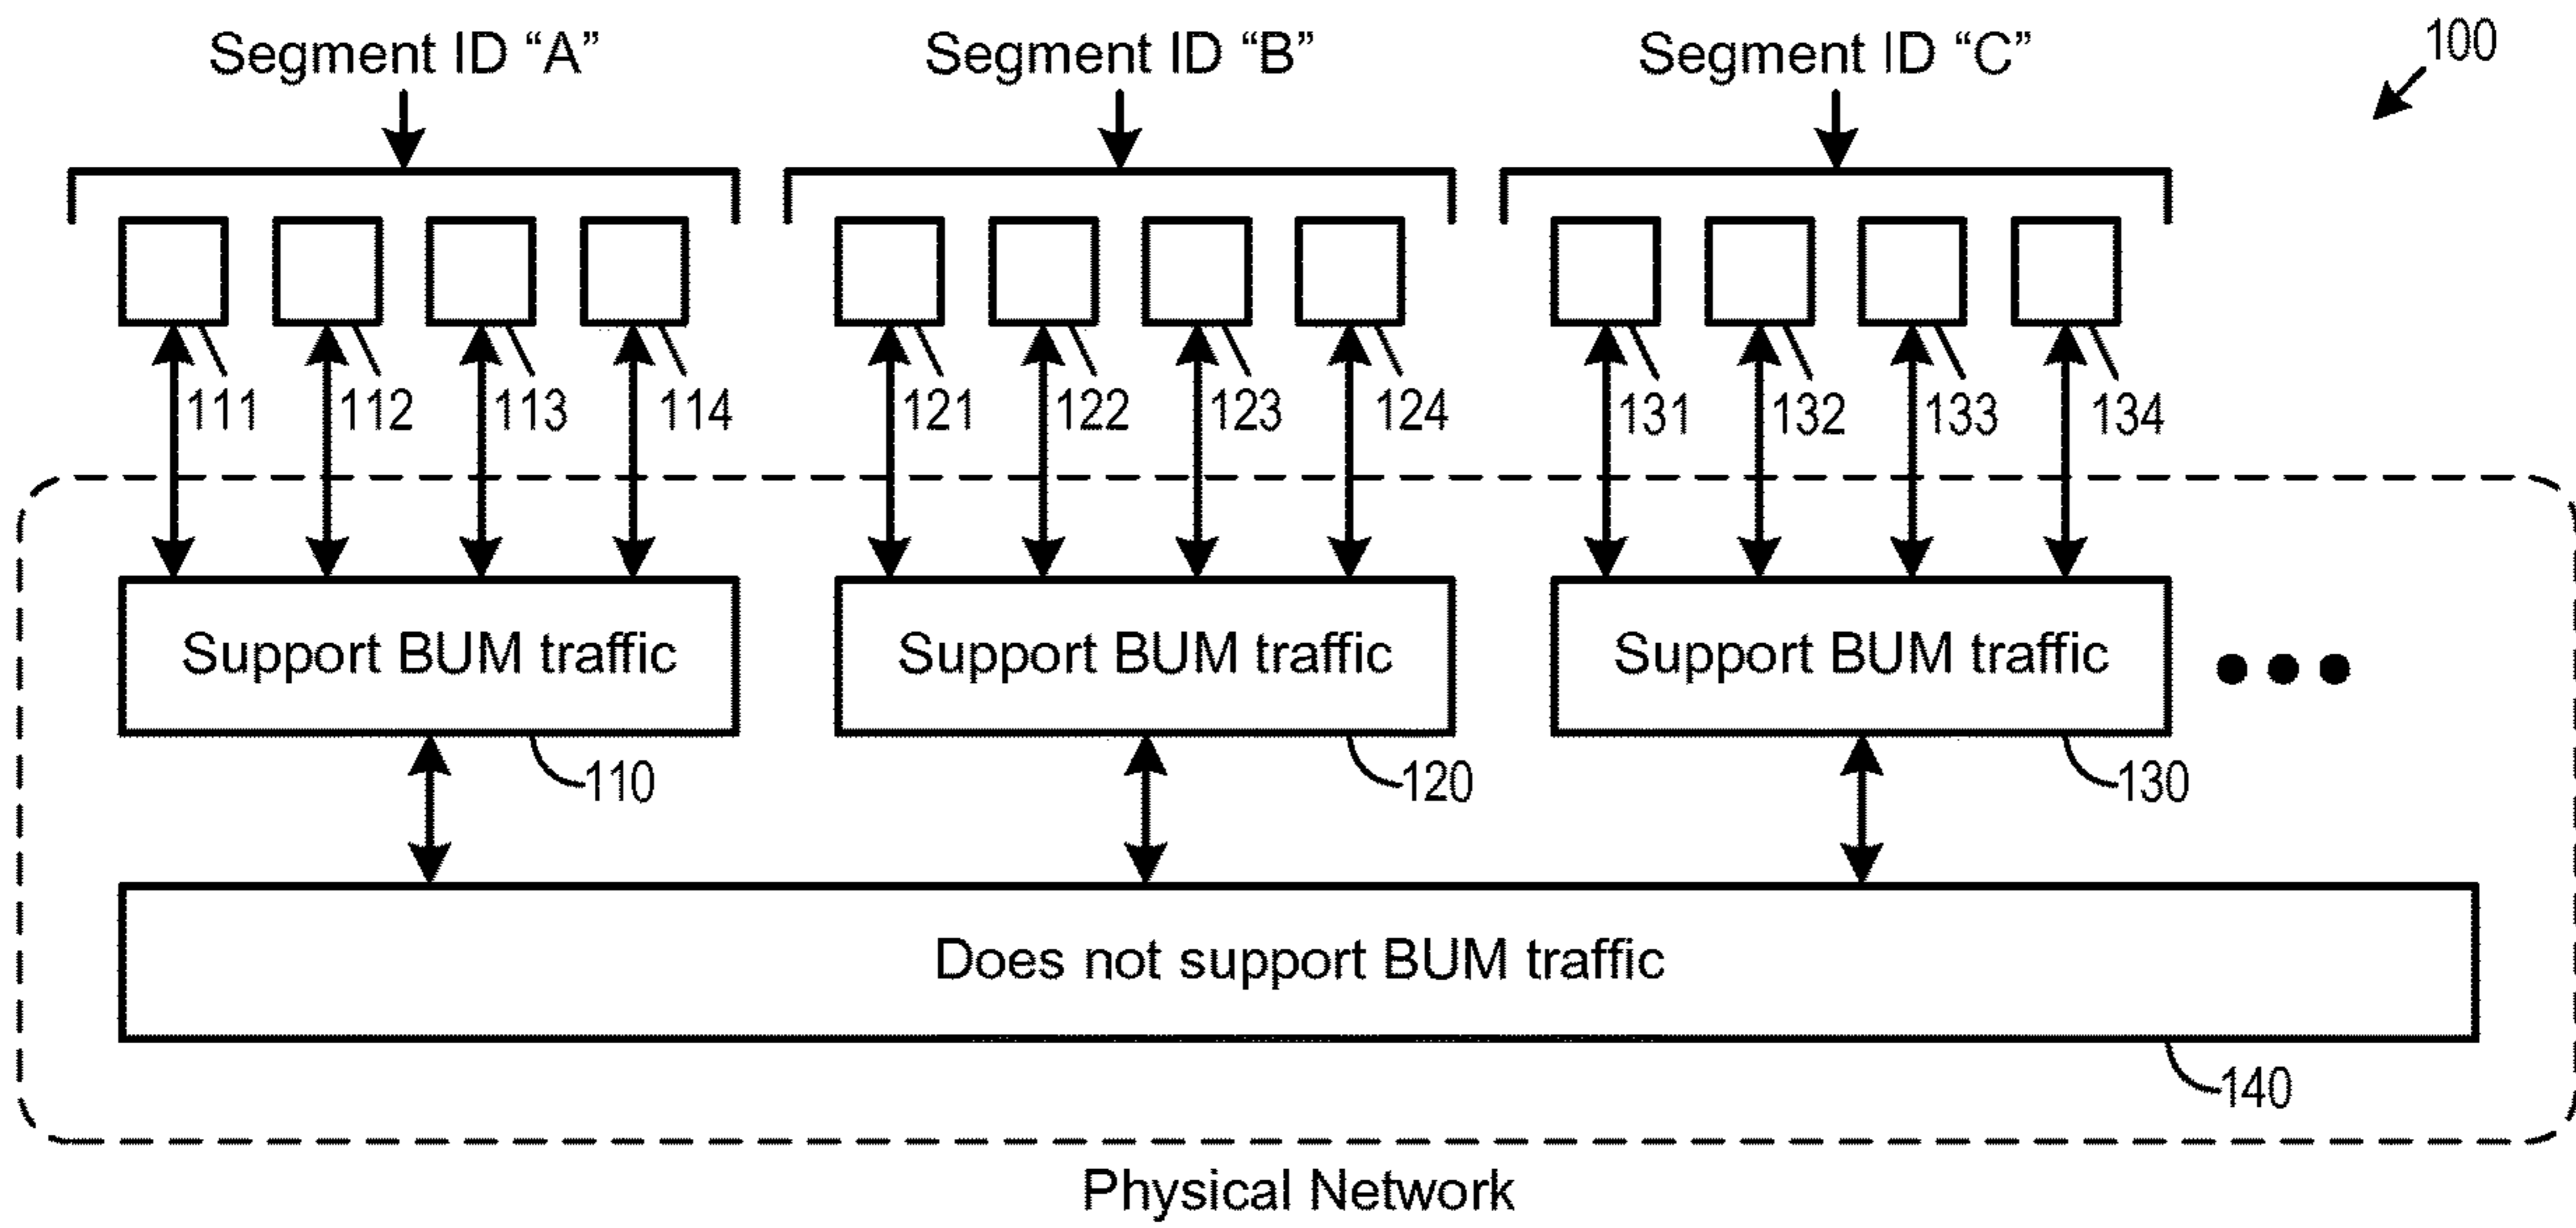 Segment ID “A” Segment ID “B” Segment ID “C” 100
111 112 113 114 121 122 123 124 131 132 133 134
Support BUM traffic Support BUM traffic Support BUM traffic
110 120 130
Does not support BUM traffic
140
Physical Network